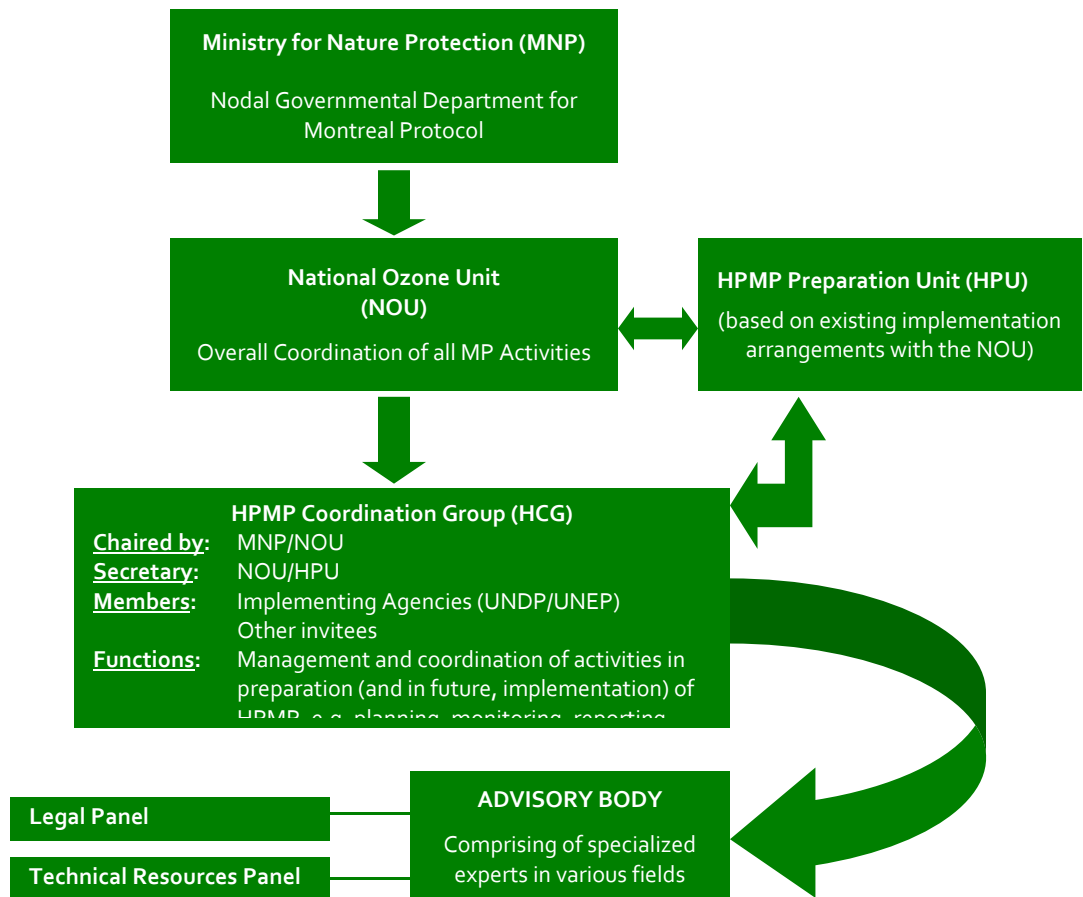 Ministry for Nature Protection (MNP)
Nodal Governmental Department for
Montreal Protocol
National Ozone Unit
(NOU)
Overall Coordination of all MP Activities
HPMP Preparation Unit (HPU)
(based on existing implementation
arrangements with the NOU)
HPMP Coordination Group (HCG)
Chaired by: MNP/NOU
Secretary: NOU/HPU
Members: Implementing Agencies (UNDP/UNEP)
Other invitees
Functions: Management and coordination of activities in
preparation (and in future, implementation) of
HPMP, e.g. planning, monitoring, reporting
ADVISORY BODY
Comprising of specialized
experts in various fields
Legal Panel
Technical Resources Panel